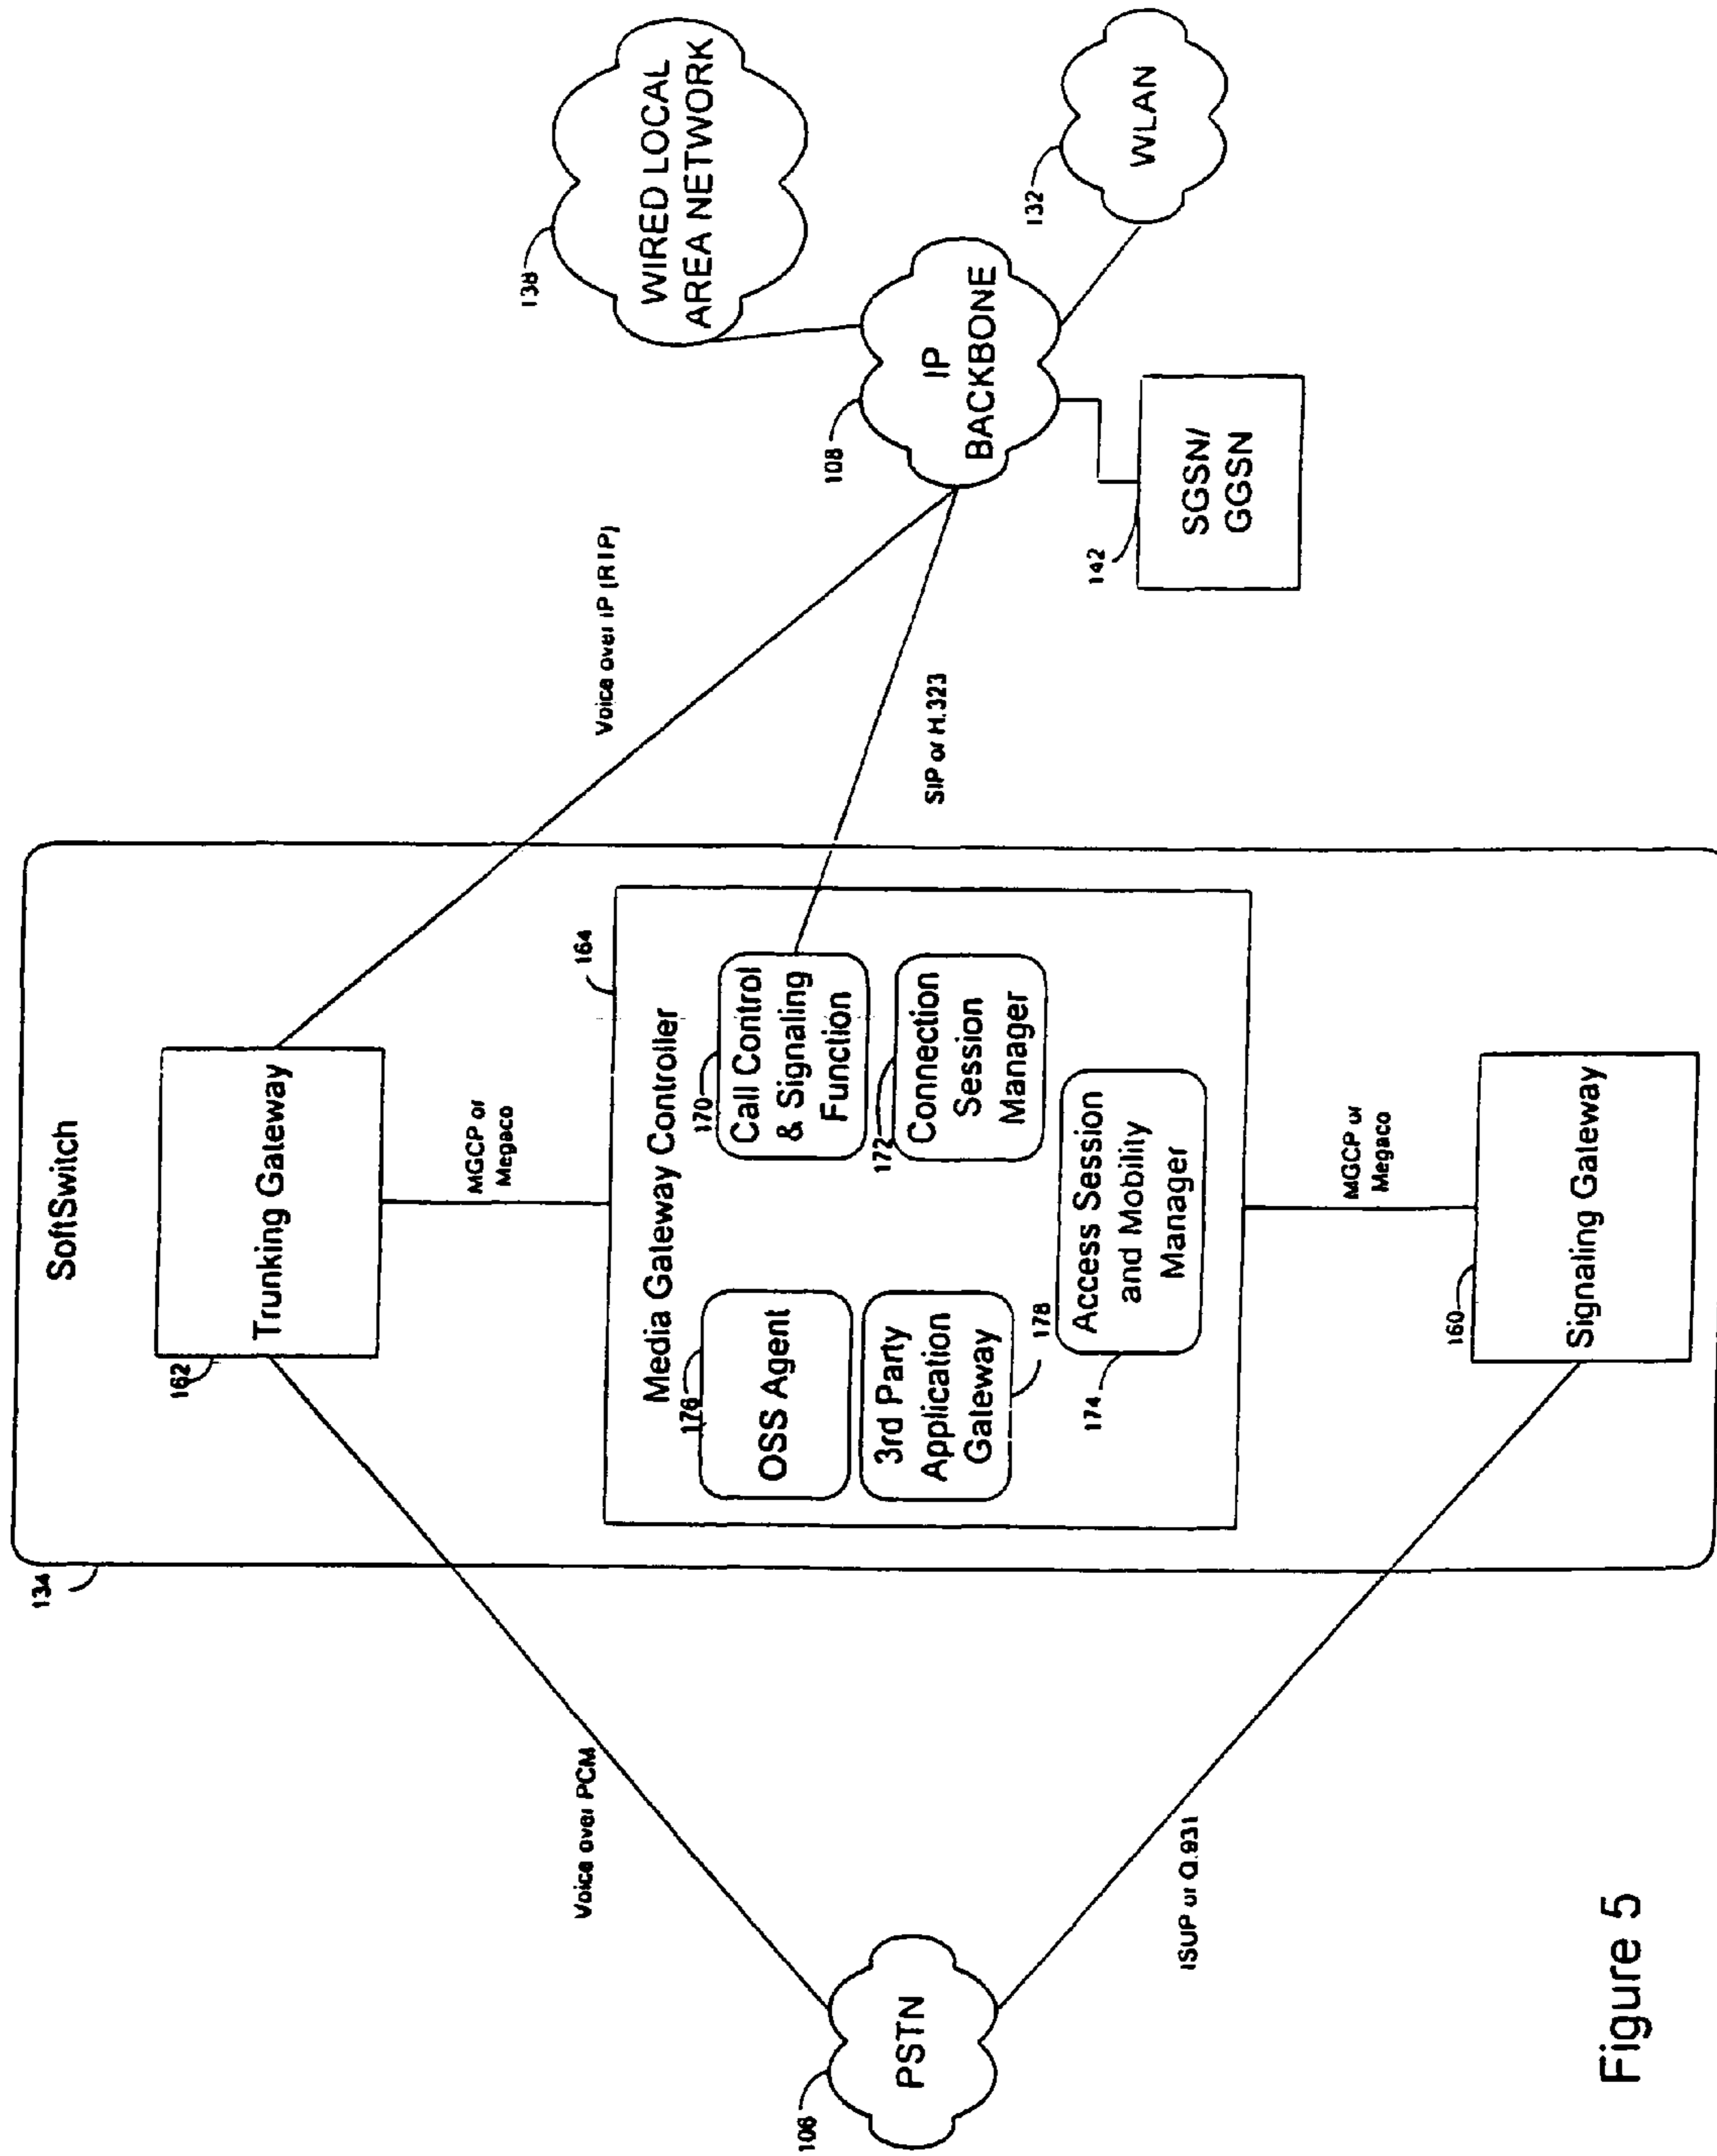 134
SoftSwitch
162
Trunking Gateway
Voice over PCM
MGCP or
Megaco
Voice over IP (RTP)
138
WIRED LOCAL
AREA NETWORK
164
Media Gateway Controller
176
OSS Agent
170
Call Control
& Signaling
Function
3rd Party
Application
Gateway
178
172
Connection
Session
Manager
174
Access Session
and Mobility
Manager
SIP or H.323
106
PSTN
108
IP
BACKBONE
132
WLAN
142
SGSN/
GGSN
ISUP or Q.931
MGCP or
Megaco
160
Signaling Gateway
Figure 5